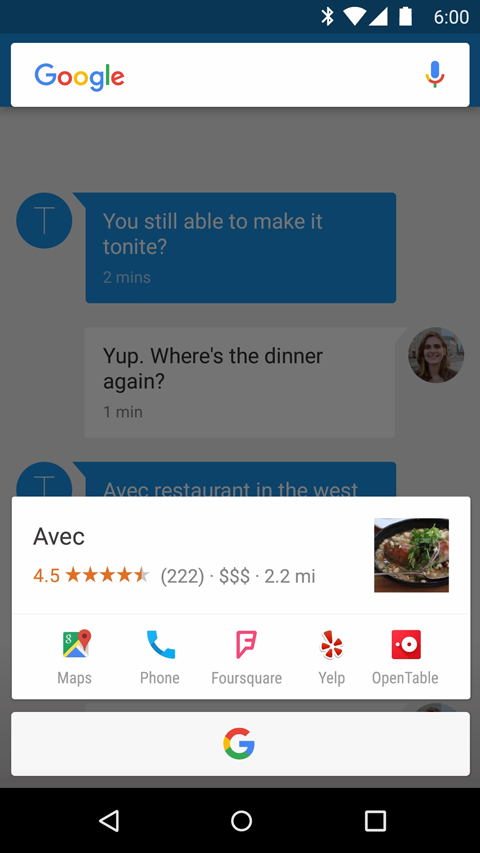 6:00
Google
T
You still able to make it
tonite?
2 mins
Yup. Where's the dinner
again?
1 min
T
Avec restaurant in the west
Avec
4.5 (222) · $$$ · 2.2 mi
8
Maps Phone Foursquare Yelp OpenTable
G